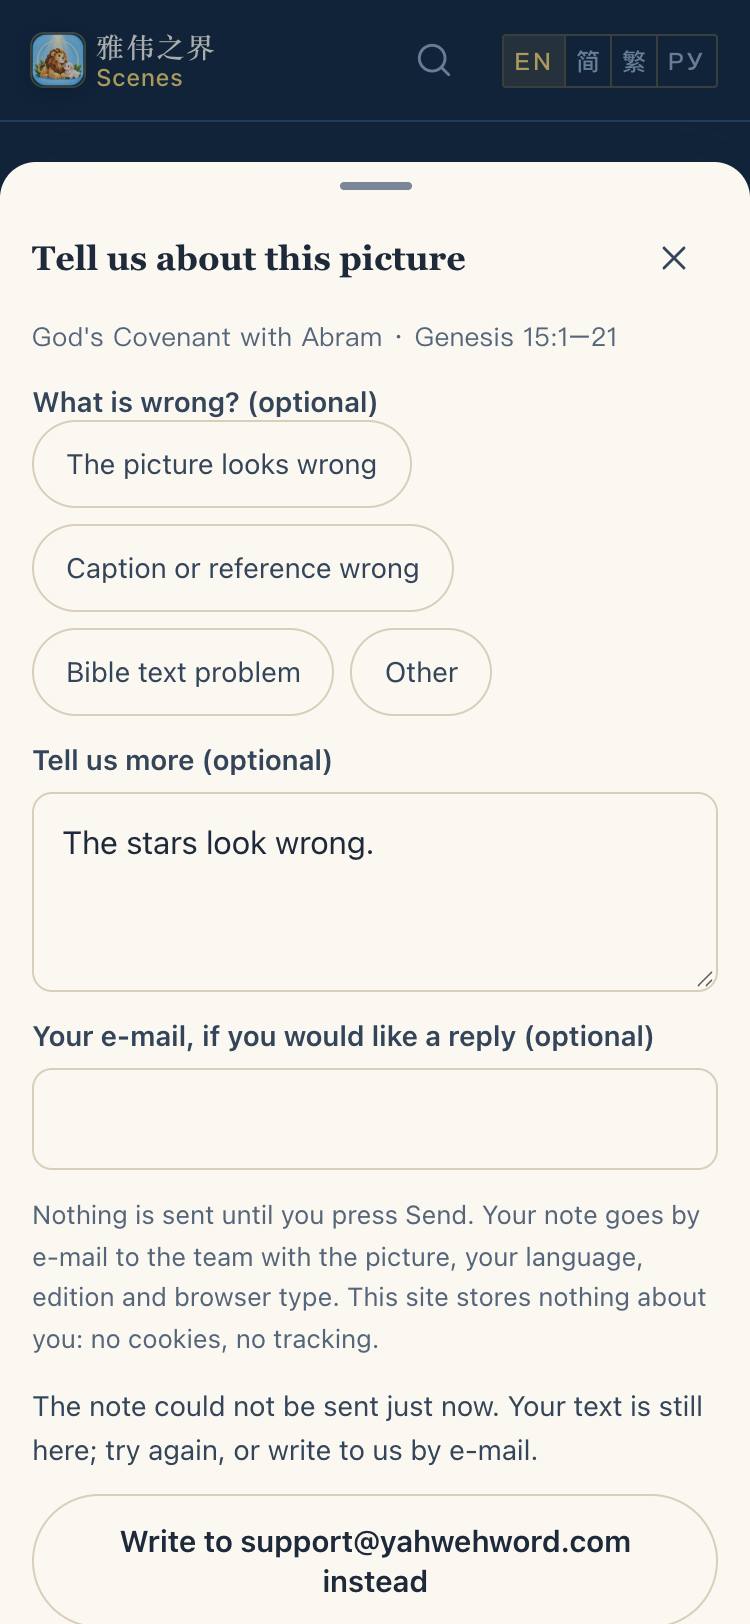 雅伟之界
Scenes
EN 简 繁 РУ
Tell us about this picture
God's Covenant with Abram · Genesis 15:1—21
What is wrong? (optional)
The picture looks wrong
Caption or reference wrong
Bible text problem
Other
Tell us more (optional)
The stars look wrong.
Your e-mail, if you would like a reply (optional)
Nothing is sent until you press Send. Your note goes by
e-mail to the team with the picture, your language,
edition and browser type. This site stores nothing about
you: no cookies, no tracking.
The note could not be sent just now. Your text is still
here; try again, or write to us by e-mail.
Write to support@yahwehword.com
instead